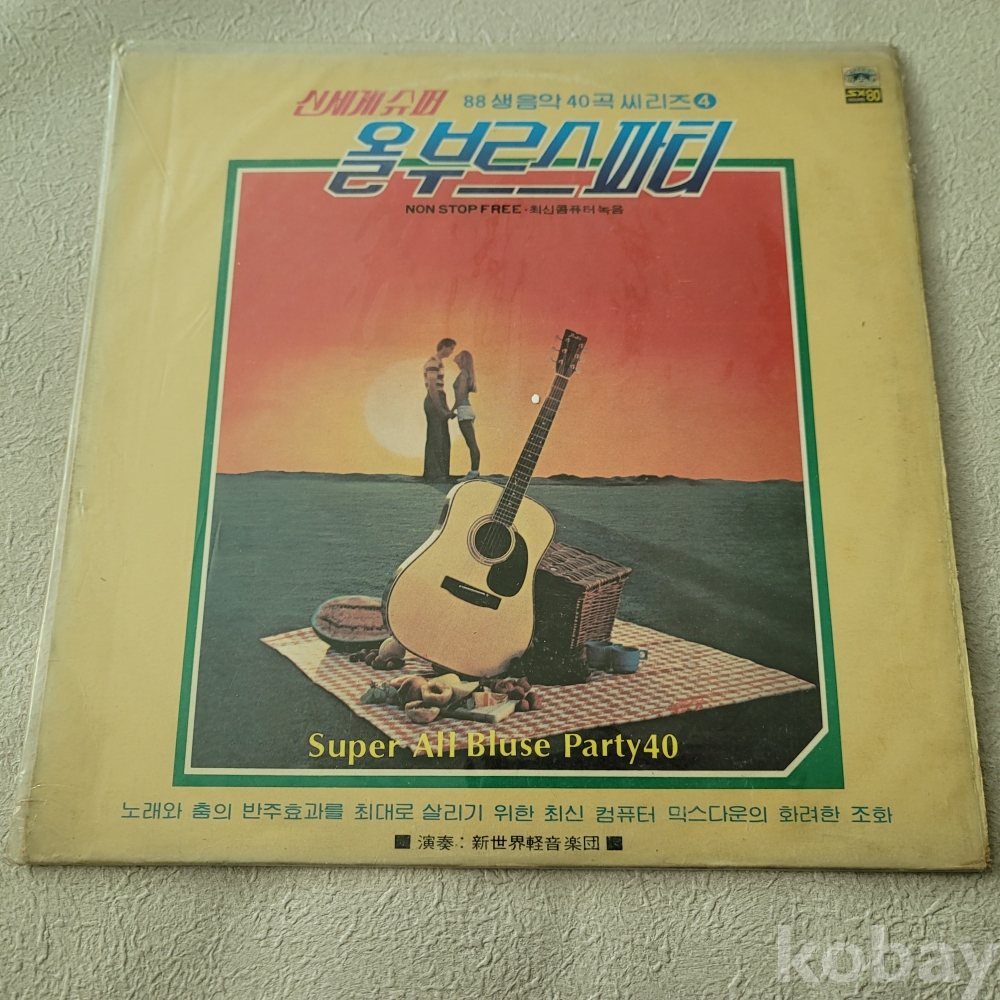 신세계 슈퍼 88 생음악 40곡 씨리즈 4
SX-80
올 부르스 파티
NON STOP FREE · 최신콤퓨터녹음
Super All Bluse Party40
노래와 춤의 반주효과를 최대로 살리기 위한 최신 컴퓨터 믹스다운의 화려한 조화
演奏: 新世界軽音楽団
kobay